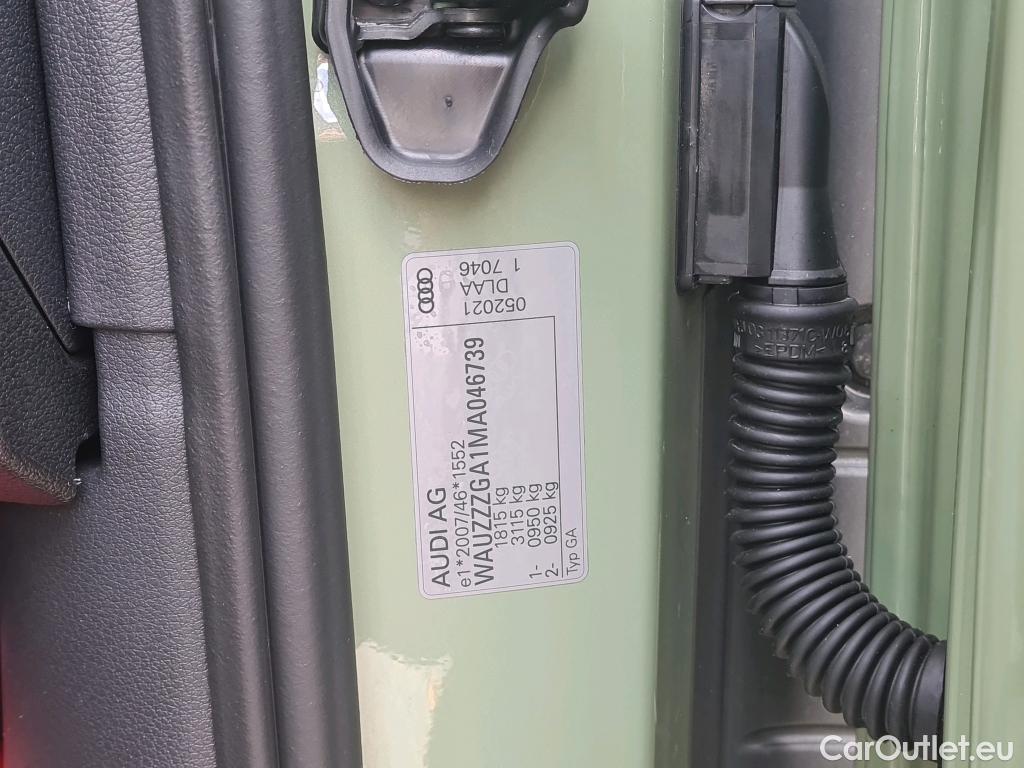 AUDI AG
e1*2007/46*1552
WAUZZZGA1MA046739
1815 kg
3115 kg
1- 0950 kg
2- 0925 kg
Typ GA
052021
DLAA
1 7046
EPDM
CarOutlet.eu